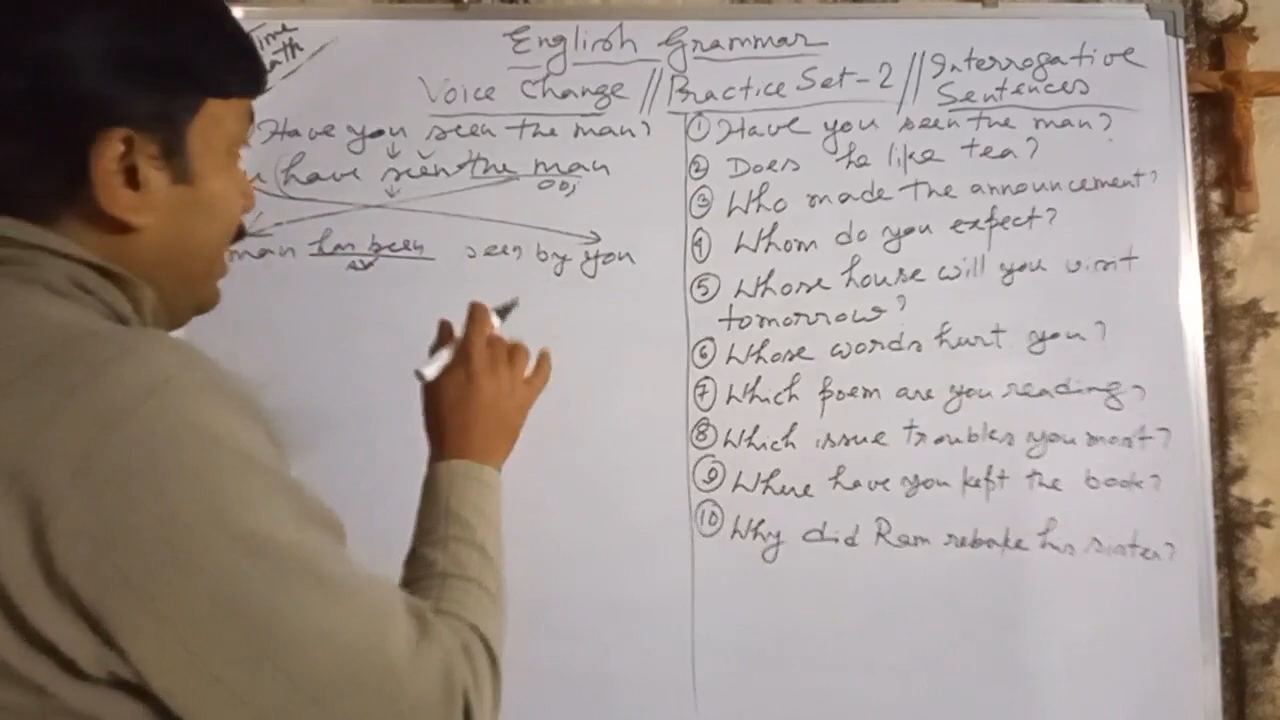 English Grammar
Voice Change // Practice Set-2 // Interrogative Sentences
Have you seen the man?
have seen the man
obj
man has been seen by you
① Have you seen the man?
② Does he like tea?
③ Who made the announcement?
④ Whom do you expect?
⑤ Whose house will you visit
tomorrow?
⑥ Whose words hurt you?
⑦ Which poem are you reading?
⑧ Which issue troubles you most?
⑨ Where have you kept the book?
⑩ Why did Ram rebake his sister?